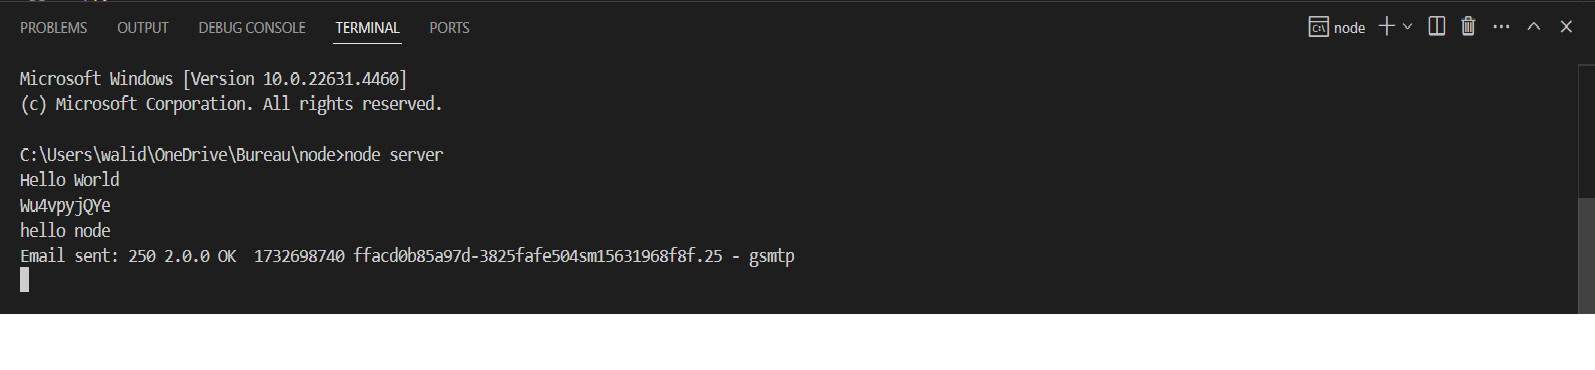 PROBLEMS OUTPUT DEBUG CONSOLE TERMINAL PORTS node
Microsoft Windows [Version 10.0.22631.4460]
(c) Microsoft Corporation. All rights reserved.
C:\Users\walid\OneDrive\Bureau\node>node server
Hello World
Wu4vpyjQYe
hello node
Email sent: 250 2.0.0 OK  1732698740 ffacd0b85a97d-3825fafe504sm15631968f8f.25 - gsmtp